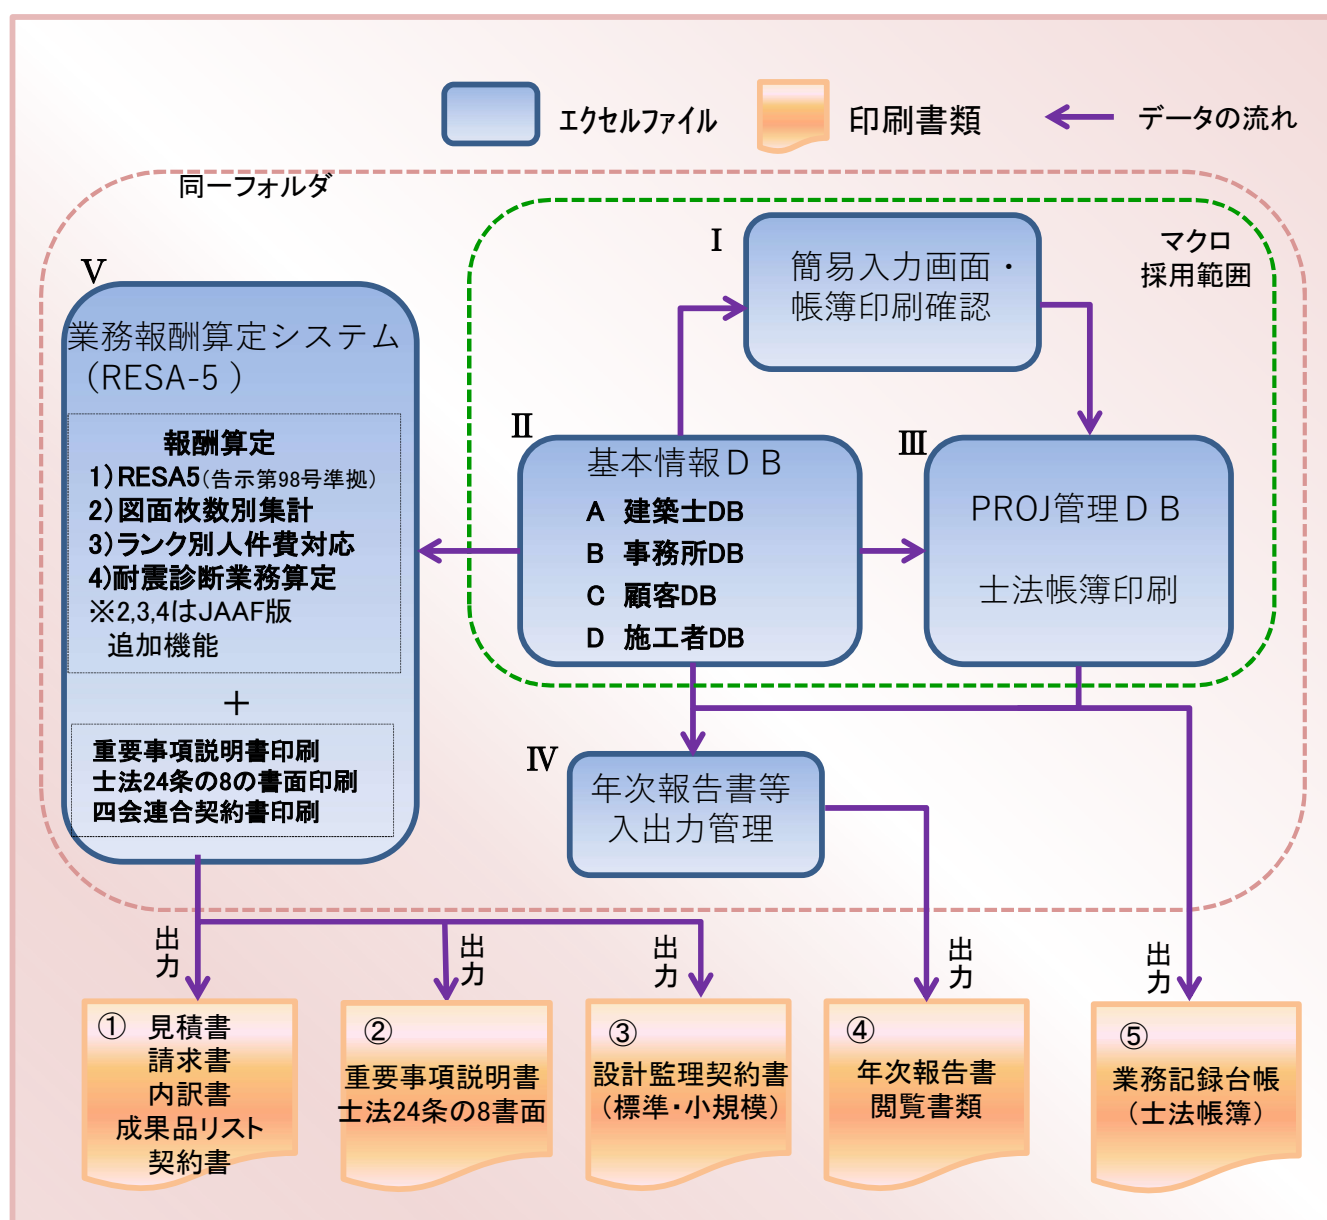 エクセルファイル
印刷書類
データの流れ
同一フォルダ
マクロ
採用範囲
Ⅰ
簡易入力画面・
帳簿印刷確認
Ⅴ
業務報酬算定システム
(RESA-5)
報酬算定
1)RESA5(告示第98号準拠)
2)図面枚数別集計
3)ランク別人件費対応
4)耐震診断業務算定
※2,3,4はJAAF版
追加機能
＋
重要事項説明書印刷
士法24条の8の書面印刷
四会連合契約書印刷
Ⅱ
基本情報DB
A 建築士DB
B 事務所DB
C 顧客DB
D 施工者DB
Ⅲ
PROJ管理DB
士法帳簿印刷
Ⅳ
年次報告書等
入出力管理
出力
出力
出力
出力
出力
① 見積書
請求書
内訳書
成果品リスト
契約書
②
重要事項説明書
士法24条の8書面
③
設計監理契約書
(標準・小規模)
④
年次報告書
閲覧書類
⑤
業務記録台帳
(士法帳簿)